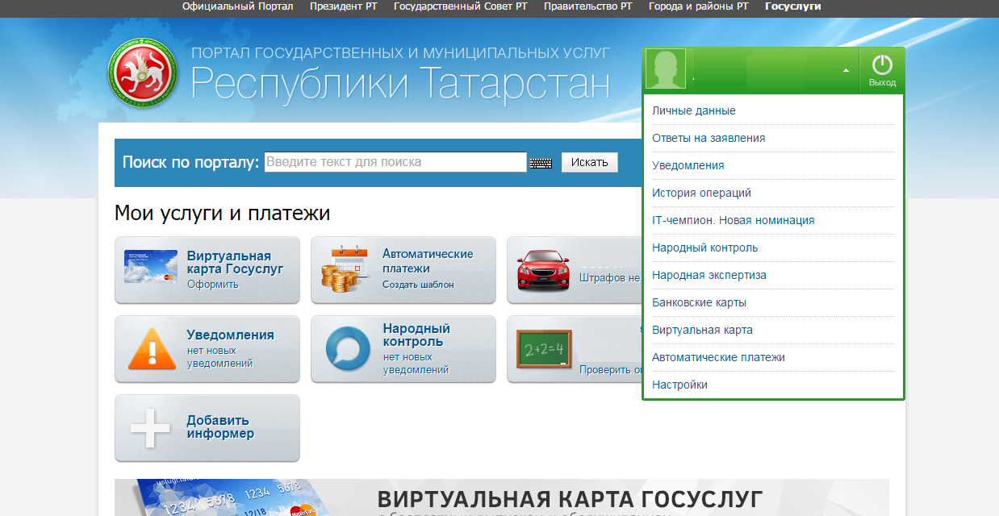 Официальный Портал Президент РТ Государственный Совет РТ Правительство РТ Города и районы РТ Госуслуги
ПОРТАЛ ГОСУДАРСТВЕННЫХ И МУНИЦИПАЛЬНЫХ УСЛУГ
Республики Татарстан
ТАТАРСТАН
Выход
Личные данные
Ответы на заявления
Уведомления
История операций
IT-чемпион. Новая номинация
Народный контроль
Народная экспертиза
Банковские карты
Виртуальная карта
Автоматические платежи
Настройки
Поиск по порталу: Введите текст для поиска Искать
Мои услуги и платежи
Виртуальная
карта Госуслуг
Оформить
Автоматические
платежи
Создать шаблон
Штрафов не
Уведомления
нет новых
уведомлений
Народный
контроль
нет новых
уведомлений
2+2=4
Проверить
Добавить
информер
1234 5678 1234 5678
12/18
MasterCard
ВИРТУАЛЬНАЯ КАРТА ГОСУСЛУГ